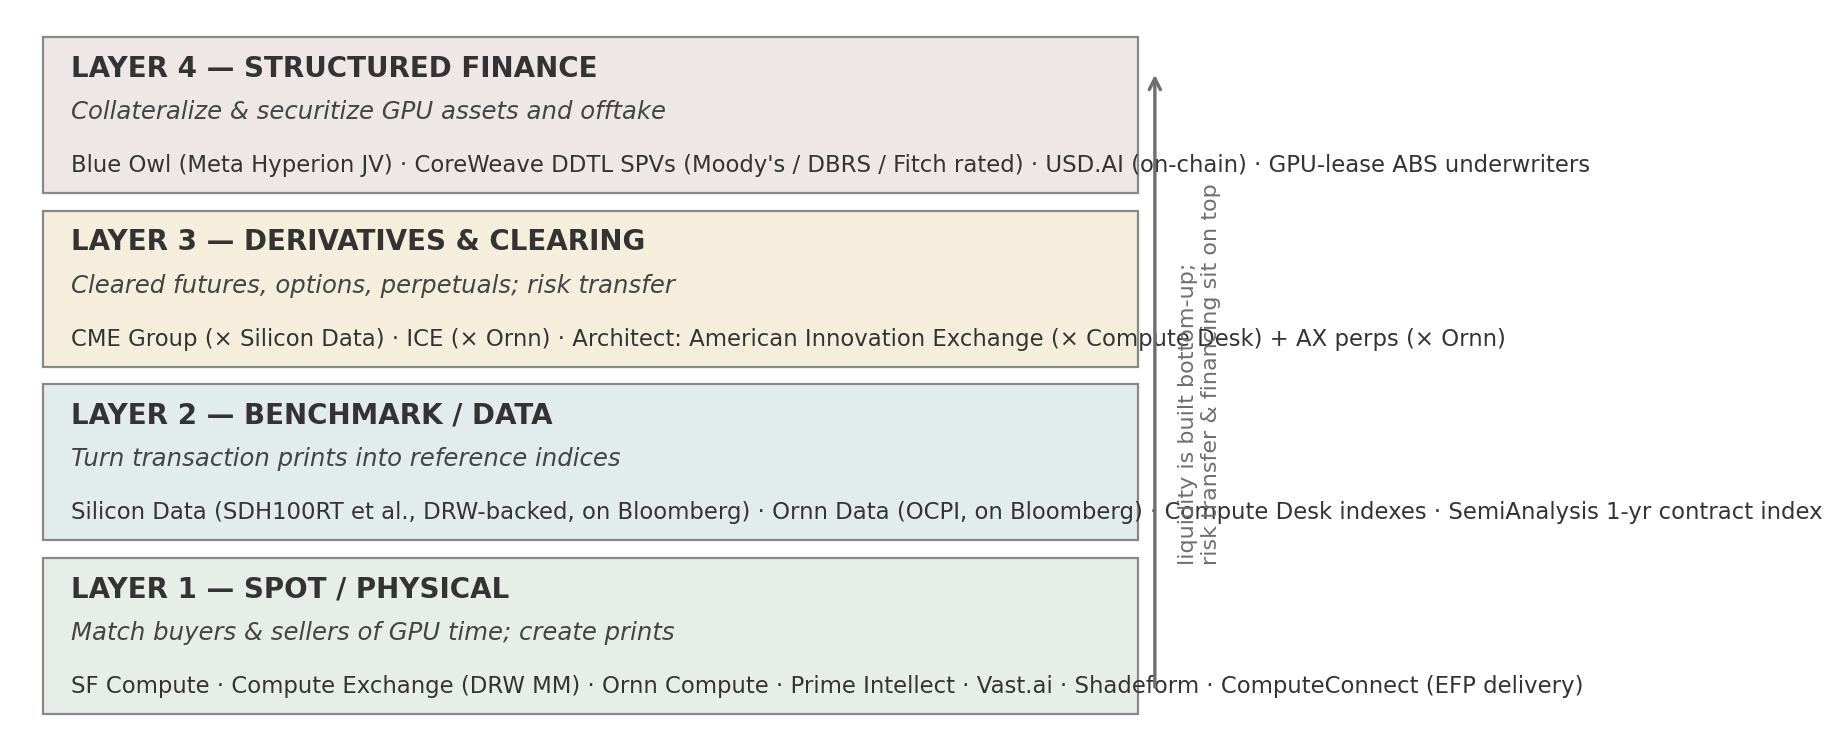 LAYER 4 — STRUCTURED FINANCE
Collateralize & securitize GPU assets and offtake
Blue Owl (Meta Hyperion JV) · CoreWeave DDTL SPVs (Moody's / DBRS / Fitch rated) · USD.AI (on-chain) · GPU-lease ABS underwriters
LAYER 3 — DERIVATIVES & CLEARING
Cleared futures, options, perpetuals; risk transfer
CME Group (× Silicon Data) · ICE (× Ornn) · Architect: American Innovation Exchange (× Compute Desk) + AX perps (× Ornn)
LAYER 2 — BENCHMARK / DATA
Turn transaction prints into reference indices
Silicon Data (SDH100RT et al., DRW-backed, on Bloomberg) · Ornn Data (OCPI, on Bloomberg) · Compute Desk indexes · SemiAnalysis 1-yr contract index
LAYER 1 — SPOT / PHYSICAL
Match buyers & sellers of GPU time; create prints
SF Compute · Compute Exchange (DRW MM) · Ornn Compute · Prime Intellect · Vast.ai · Shadeform · ComputeConnect (EFP delivery)
liquidity is built bottom-up;
risk transfer & financing sit on top